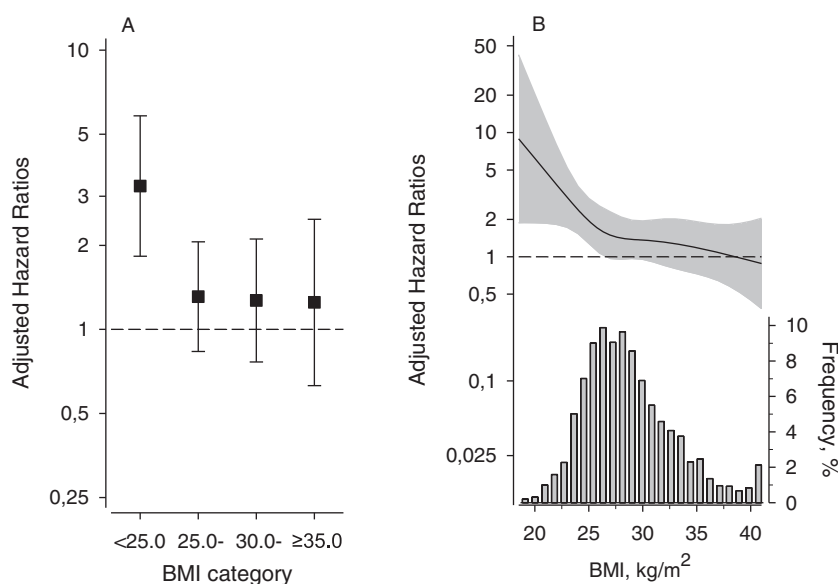 A
Adjusted Hazard Ratios
10
5
3
2
1
0,5
0,25
<25.0 25.0- 30.0- ≥35.0
BMI category
B
Adjusted Hazard Ratios
50
20
10
5
2
1
0,5
0,1
0,025
10
8
6
4
2
0
Frequency, %
20 25 30 35 40
BMI, kg/m²